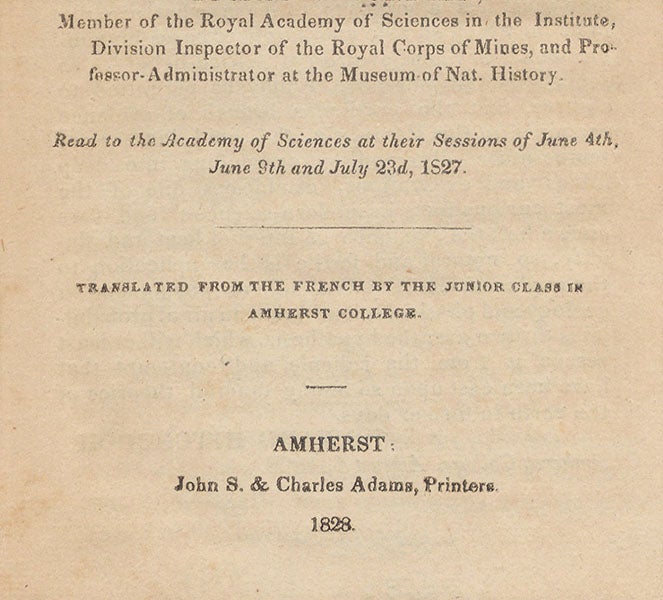 Member of the Royal Academy of Sciences in the Institute,
Division Inspector of the Royal Corps of Mines, and Pro-
fessor-Administrator at the Museum of Nat. History.
Read to the Academy of Sciences at their Sessions of June 4th,
June 9th and July 23d, 1827.
TRANSLATED FROM THE FRENCH BY THE JUNIOR CLASS IN
AMHERST COLLEGE.
AMHERST:
John S. & Charles Adams, Printers.
1828.